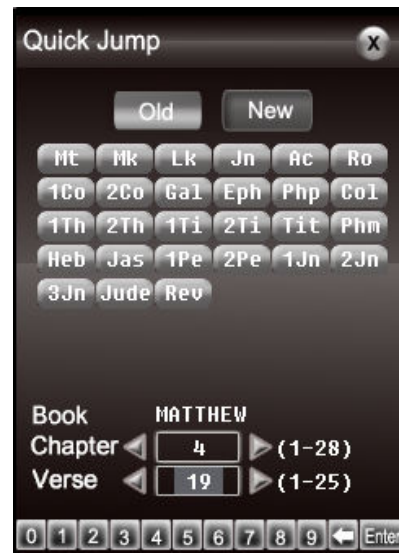 Quick Jump X
Old New
Mt Mk Lk Jn Ac Ro
1Co 2Co Gal Eph Php Col
1Th 2Th 1Ti 2Ti Tit Phm
Heb Jas 1Pe 2Pe 1Jn 2Jn
3Jn Jude Rev
Book MATTHEW
Chapter 4 (1-28)
Verse 19 (1-25)
0 1 2 3 4 5 6 7 8 9 Enter